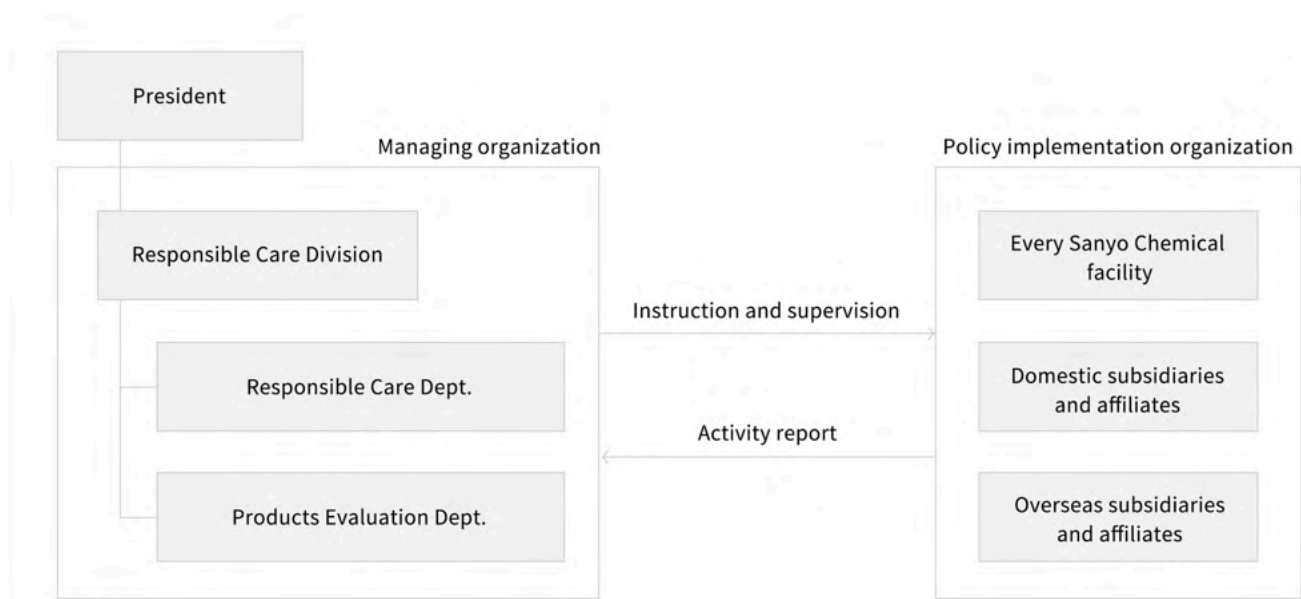 President
Managing organization
Responsible Care Division
Responsible Care Dept.
Products Evaluation Dept.
Instruction and supervision
Activity report
Policy implementation organization
Every Sanyo Chemical
facility
Domestic subsidiaries
and affiliates
Overseas subsidiaries
and affiliates